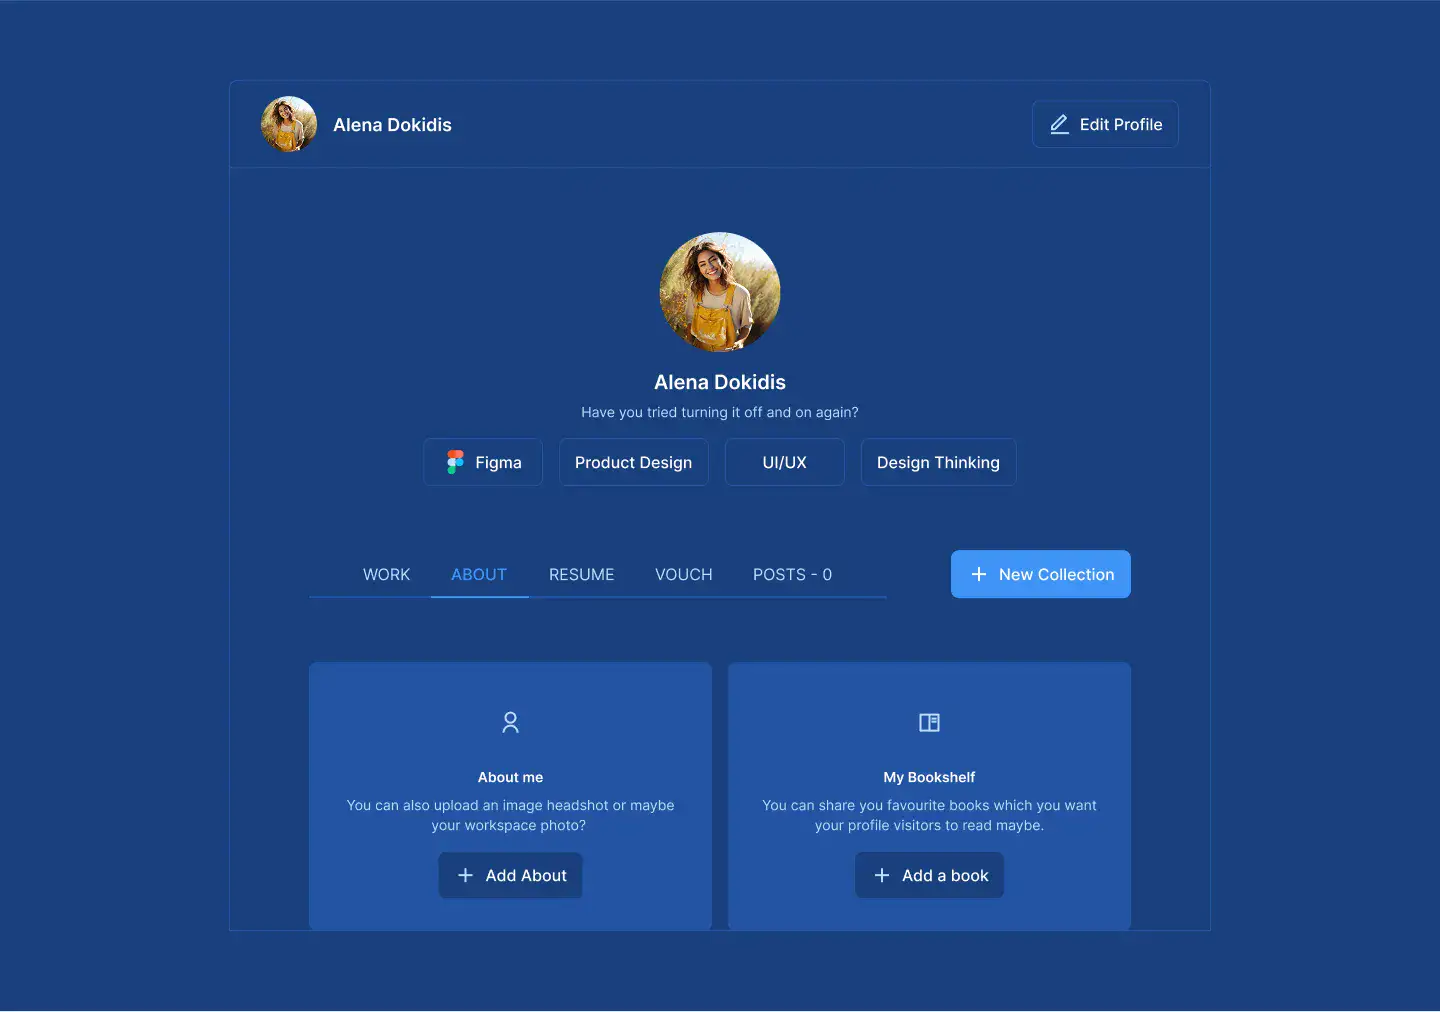 Alena Dokidis
Edit Profile
Alena Dokidis
Have you tried turning it off and on again?
Figma
Product Design
UI/UX
Design Thinking
WORK
ABOUT
RESUME
VOUCH
POSTS - 0
New Collection
About me
You can also upload an image headshot or maybe
your workspace photo?
Add About
My Bookshelf
You can share you favourite books which you want
your profile visitors to read maybe.
Add a book